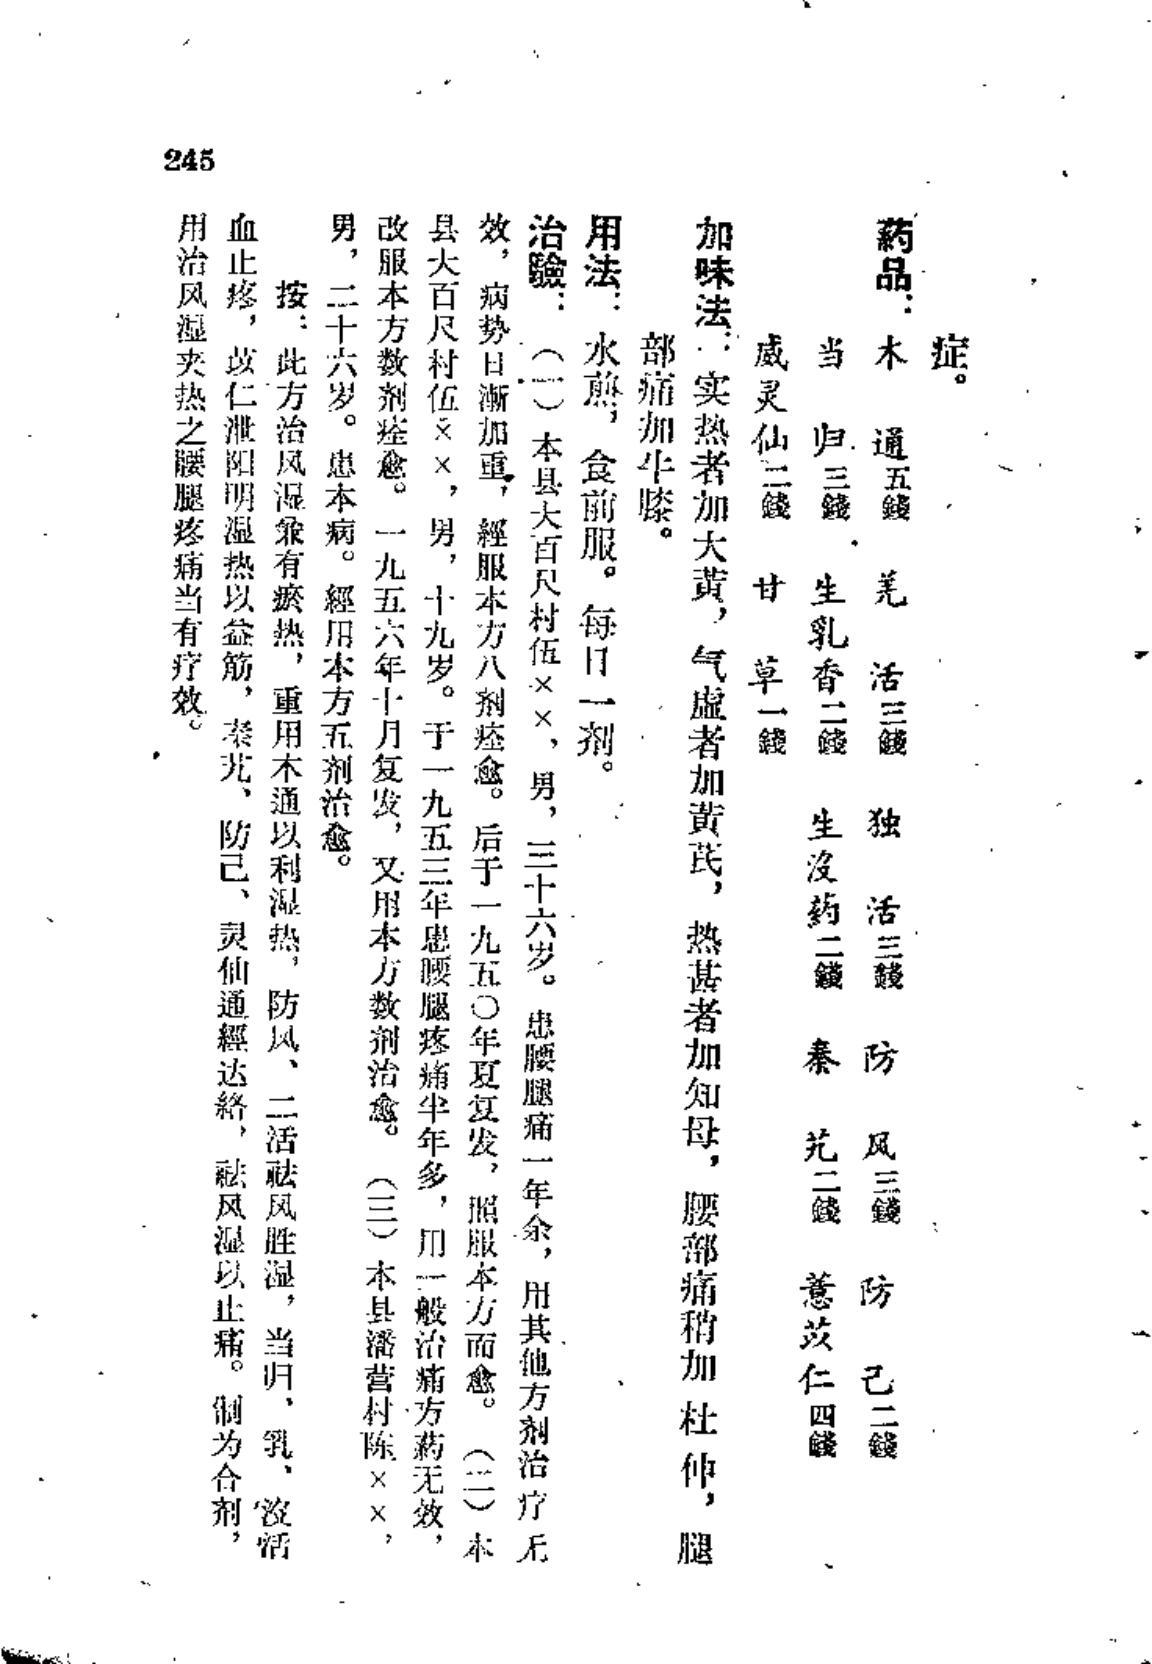 症。
药品：木　通五錢　羌　活三錢　独　活三錢　防　风三錢　防　己二錢
当　归三錢　生乳香二錢　生没药二錢　秦　艽二錢　薏苡仁四錢
威灵仙二錢　甘　草一錢
加味法：实热者加大黄，气虚者加黄芪，热甚者加知母，腰部痛稍加杜仲，腿
部痛加牛膝。
用法：水煎，食前服。每日一剂。
治驗：（一）本县大百尺村伍××，男，三十六岁。患腰腿痛一年余，用其他方剂治疗无
效，病势日漸加重，經服本方八剂痊愈。后于一九五〇年夏复发，照服本方而愈。（二）本
县大百尺村伍××，男，十九岁。于一九五三年患腰腿疼痛半年多，用一般治痛方药无效，
改服本方数剂痊愈。一九五六年十月复发，又用本方数剂治愈。（三）本县潘营村陈××，
男，二十六岁。患本病。經用本方五剂治愈。
按：此方治风湿兼有瘀热，重用木通以利湿热，防风、二活祛风胜湿，当归、乳、没活
血止疼，苡仁泄阳明湿热以益筋，秦艽、防己、灵仙通經达絡，祛风湿以止痛。制为合剂，
用治风湿夹热之腰腿疼痛当有疗效。
245